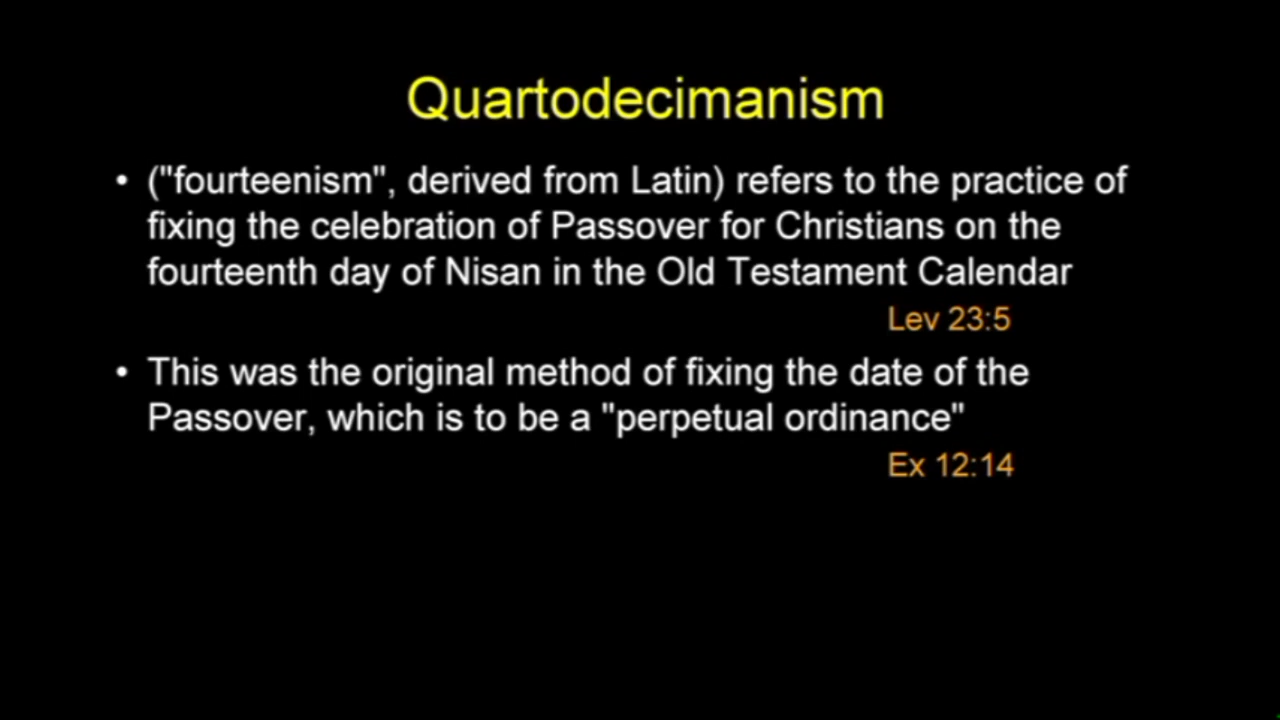 Quartodecimanism
• ("fourteenism", derived from Latin) refers to the practice of
fixing the celebration of Passover for Christians on the
fourteenth day of Nisan in the Old Testament Calendar
Lev 23:5
• This was the original method of fixing the date of the
Passover, which is to be a "perpetual ordinance"
Ex 12:14